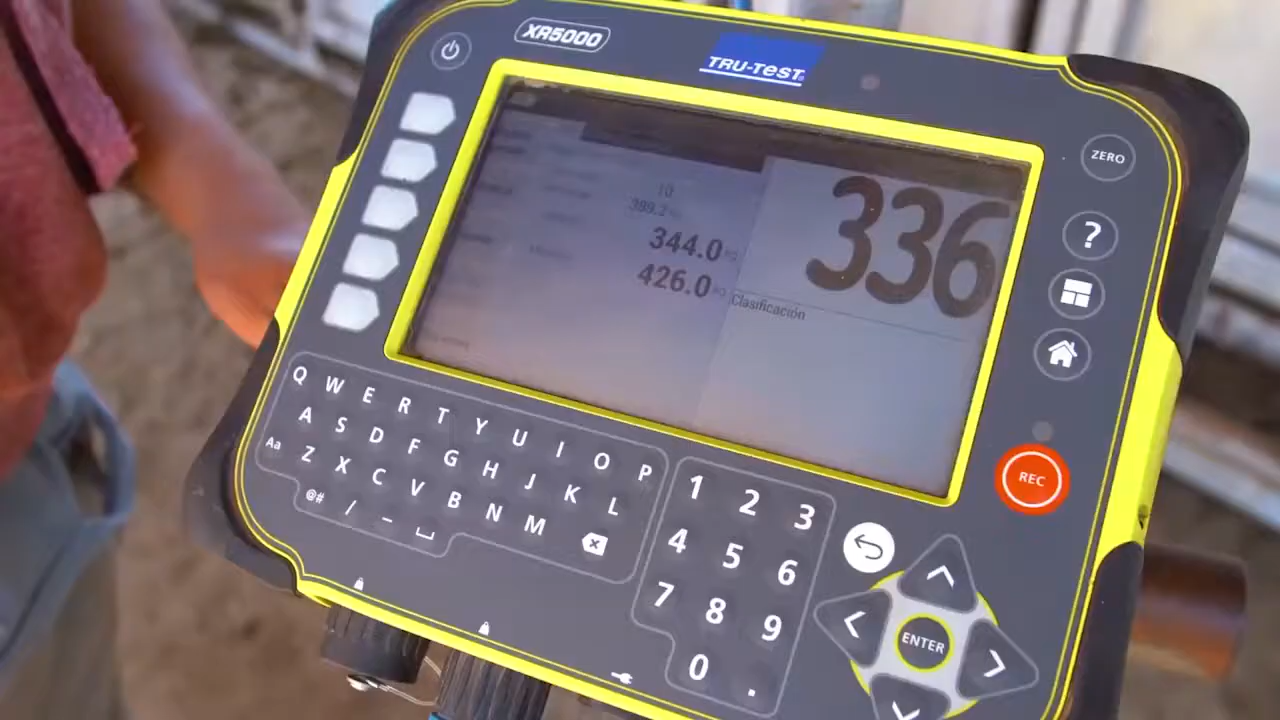 XR5000
TRU-TEST
ZERO
10
389.2
344.0
426.0
336
Clasificación
?
REC
Q W E R T Y U I O P
A S D F G H J K L
Aa Z X C V B N M
@# / –
1 2 3
4 5 6
7 8 9
0 .
ENTER